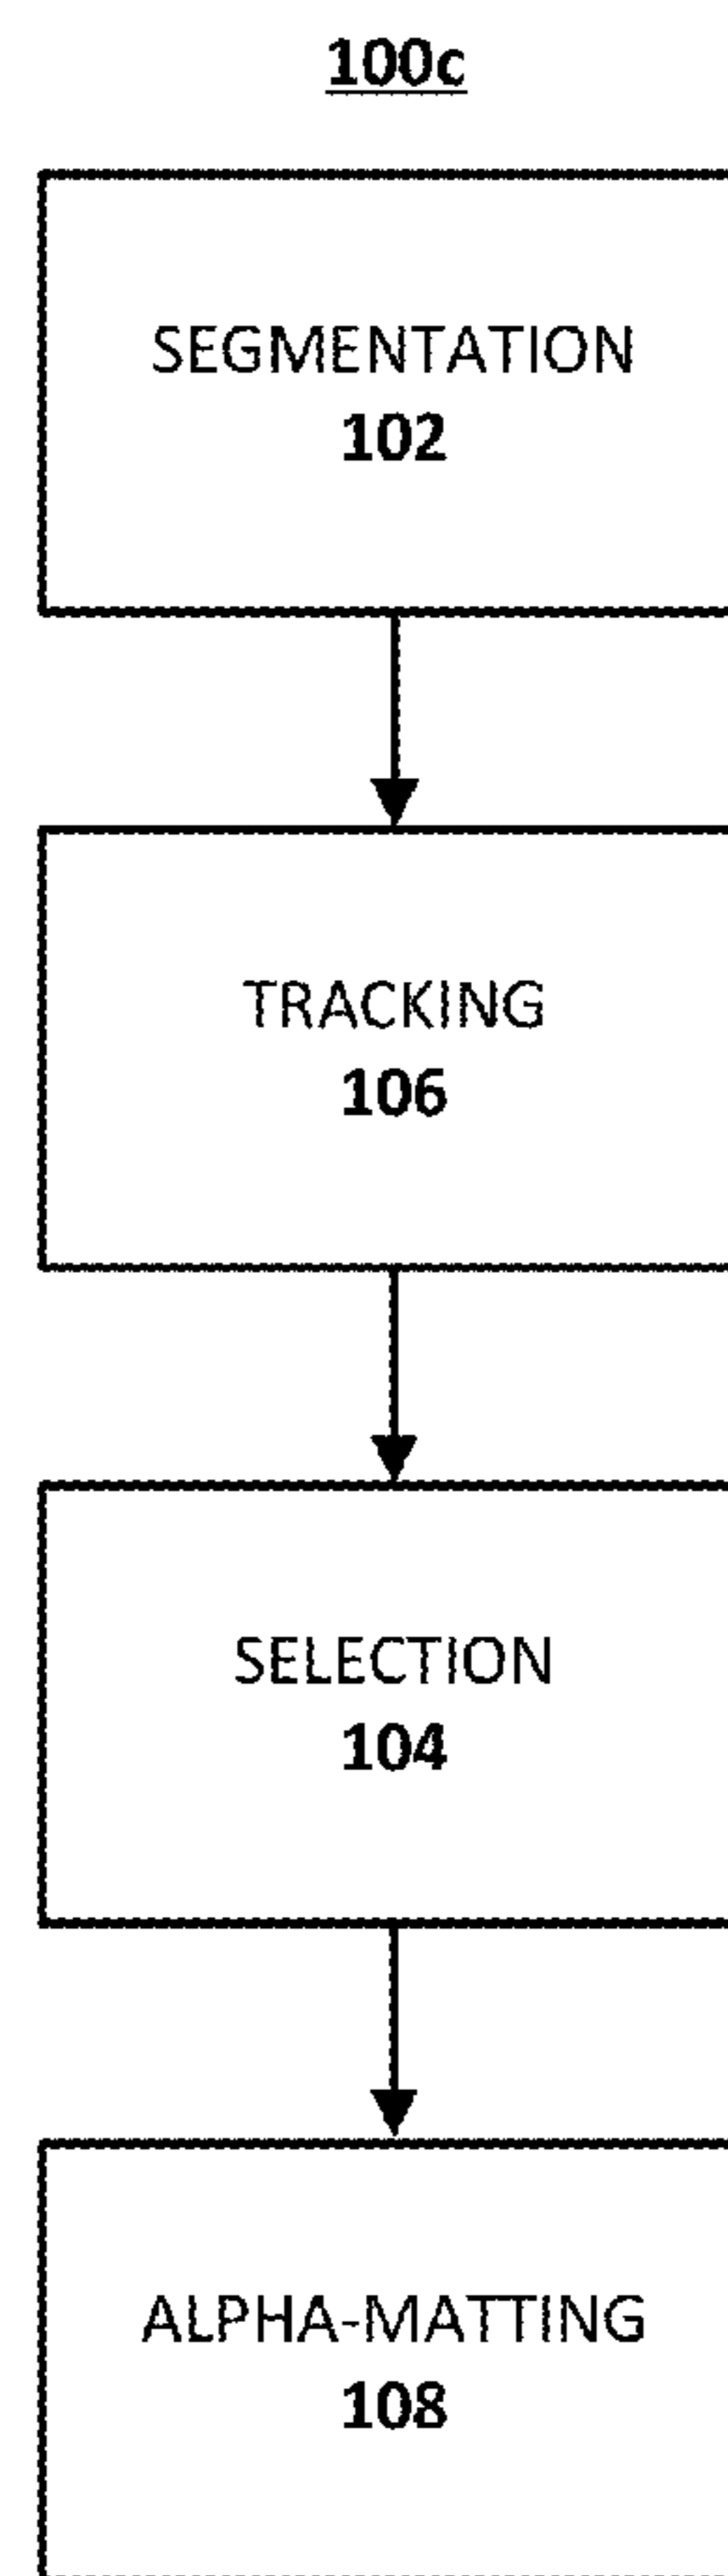 100c
SEGMENTATION
102
TRACKING
106
SELECTION
104
ALPHA-MATTING
108